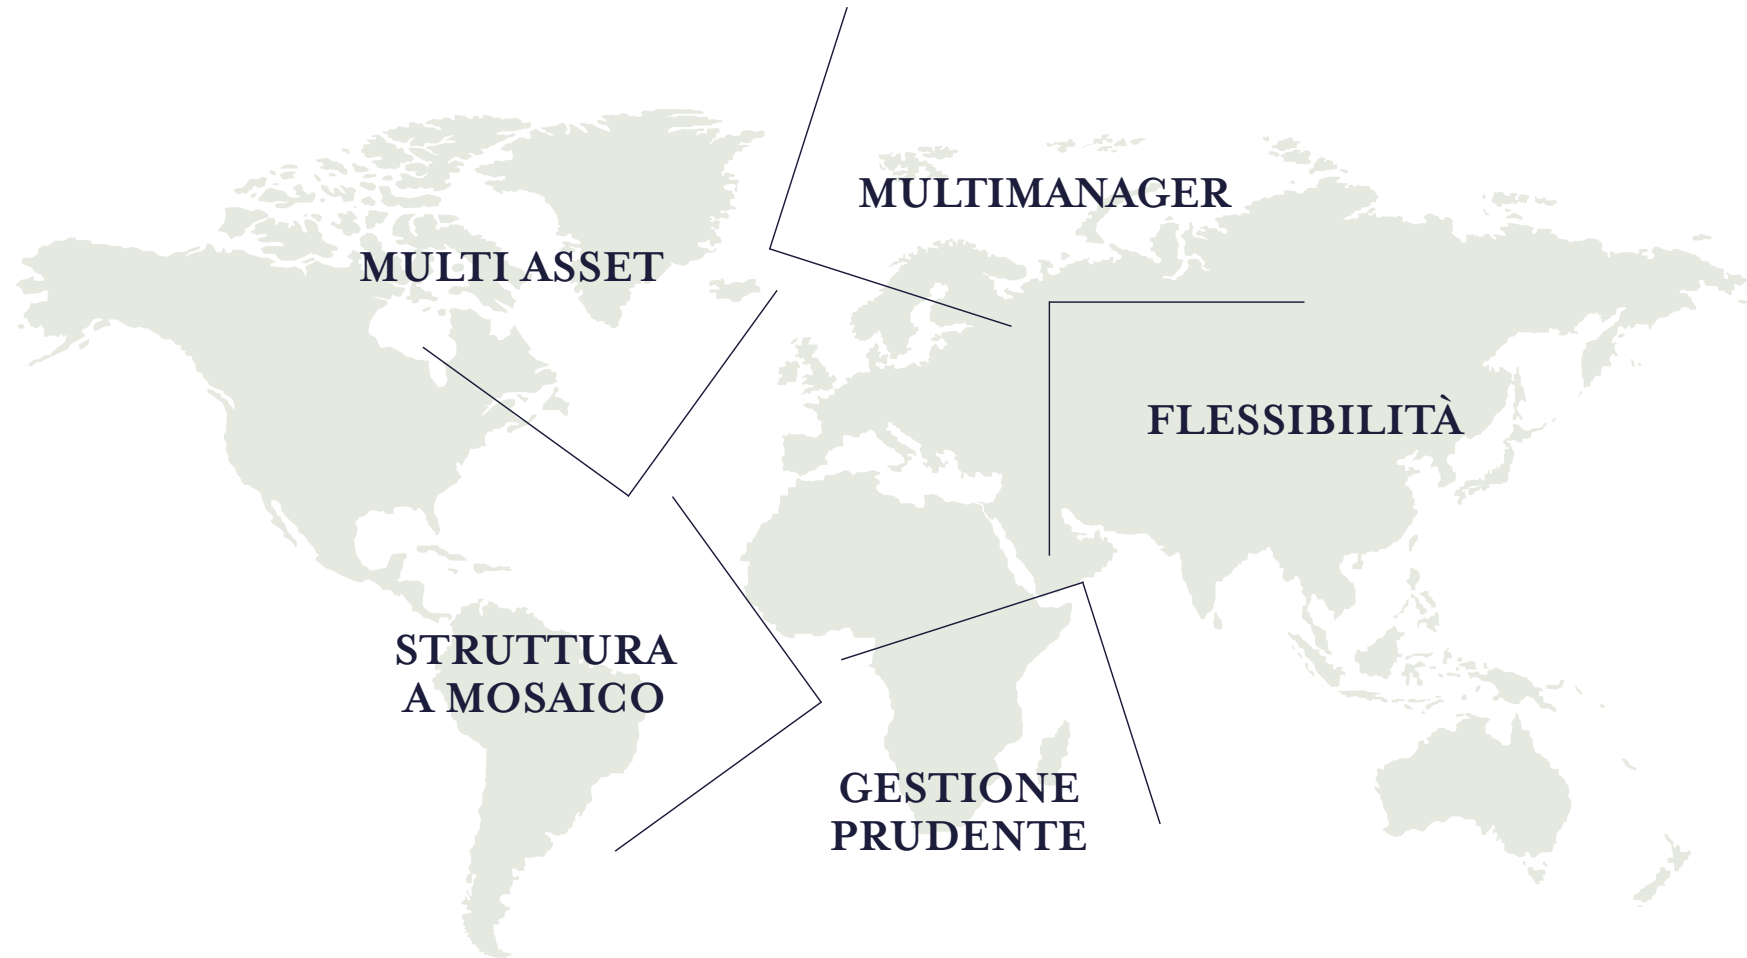 MULTIMANAGER
MULTI ASSET
FLESSIBILITÀ
STRUTTURA
A MOSAICO
GESTIONE
PRUDENTE